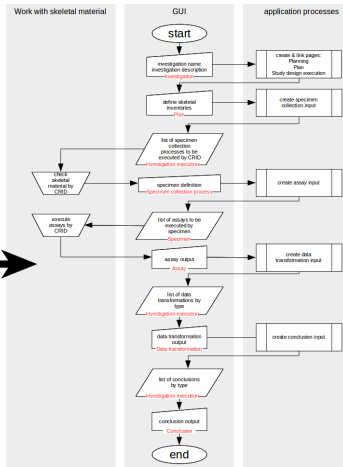 Work with skeletal material
GUI
application processes
start
investigation name
investigation description
Investigation
create & link pages:
Planning
Plan
Study design execution
define skeletal
inventories
Plan
create specimen
collection input
list of specimen
collection
processes to be
executed by CRID
Investigation execution
check
skeletal
material by
CRID
specimen definition
Specimen collection process
create assay input
execute
assays by
CRID
list of assays to be
executed by
specimen
Specimen
assay output
Assay
create data
transformation input
list of data
transformations by
type
Investigation execution
data transformation
output
Data transformation
create conclusion input
list of conclusions
by type
Investigation execution
conclusion output
Conclusion
end